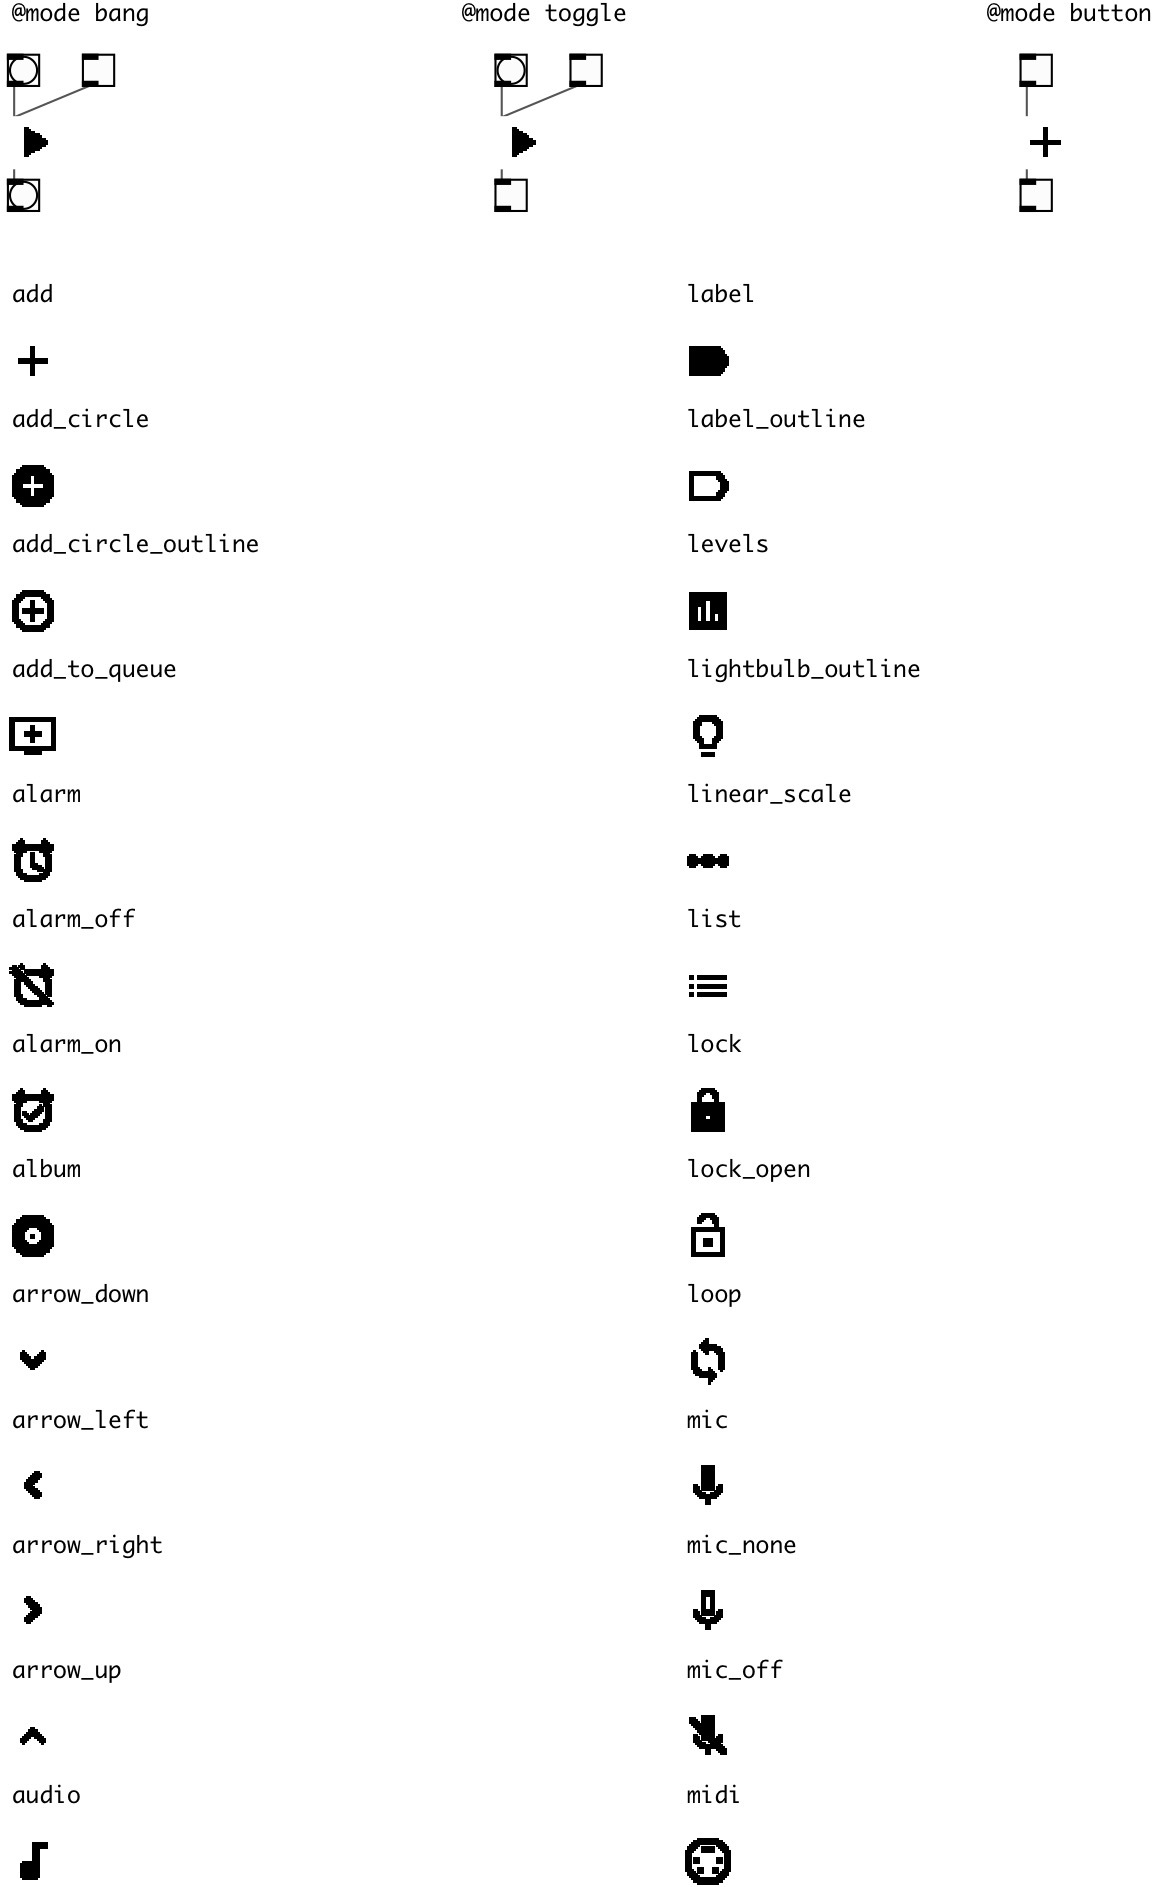 @mode bang
@mode toggle
@mode button
add
label
add_circle
label_outline
add_circle_outline
levels
add_to_queue
lightbulb_outline
alarm
linear_scale
alarm_off
list
alarm_on
lock
album
lock_open
arrow_down
loop
arrow_left
mic
arrow_right
mic_none
arrow_up
mic_off
audio
midi